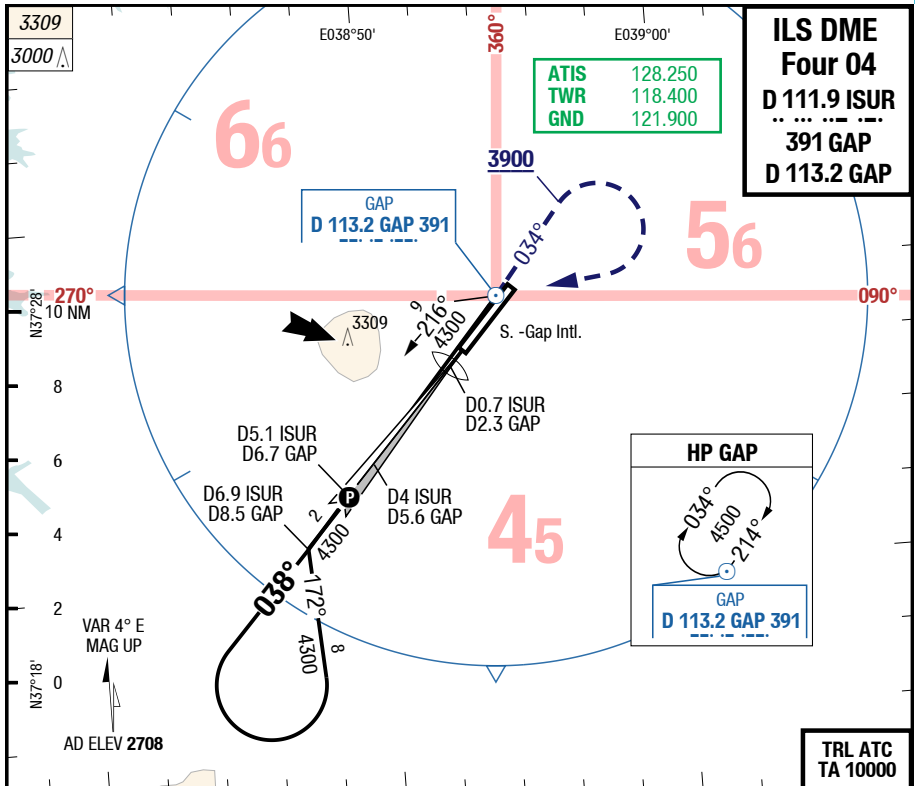 3309
3000
E038°50'
360°
E039°00'
ILS DME
Four 04
D 111.9 ISUR
391 GAP
D 113.2 GAP
ATIS 128.250
TWR 118.400
GND 121.900
66
3900
GAP
D 113.2 GAP 391
56
034°
270°
090°
N37°28'
10 NM
9
216°
4300
3309
S. -Gap Intl.
8
D0.7 ISUR
D2.3 GAP
D5.1 ISUR
D6.7 GAP
6
HP GAP
D6.9 ISUR
D8.5 GAP
P
D4 ISUR
D5.6 GAP
45
034°
4500
214°
2
4300
4
038°
172°
4300
8
GAP
D 113.2 GAP 391
2
VAR 4° E
MAG UP
N37°18'
0
AD ELEV 2708
TRL ATC
TA 10000